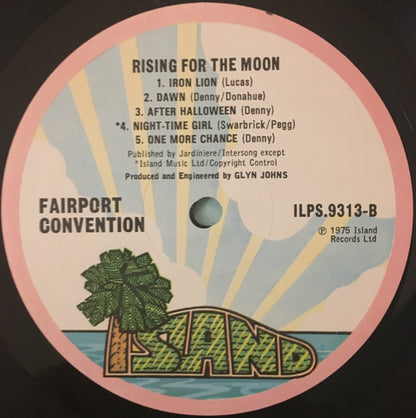 RISING FOR THE MOON
1. IRON LION (Lucas)
2. DAWN (Denny/Donahue)
3. AFTER HALLOWEEN (Denny)
*4. NIGHT-TIME GIRL (Swarbrick/Pegg)
5. ONE MORE CHANCE (Denny)
Published by Jardiniere/Intersong except
*Island Music Ltd/Copyright Control
Produced and Engineered by GLYN JOHNS
FAIRPORT
CONVENTION
ILPS.9313-B
℗ 1975 Island
Records Ltd
ISLAND